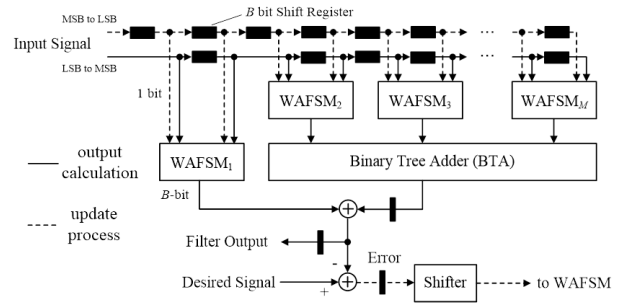 MSB to LSB
B bit Shift Register
Input Signal
LSB to MSB
...
...
1 bit
WAFSM2
WAFSM3
WAFSMM
output calculation
WAFSM1
Binary Tree Adder (BTA)
B-bit
update process
+
Filter Output
-
Error
Desired Signal
+
+
Shifter
to WAFSM